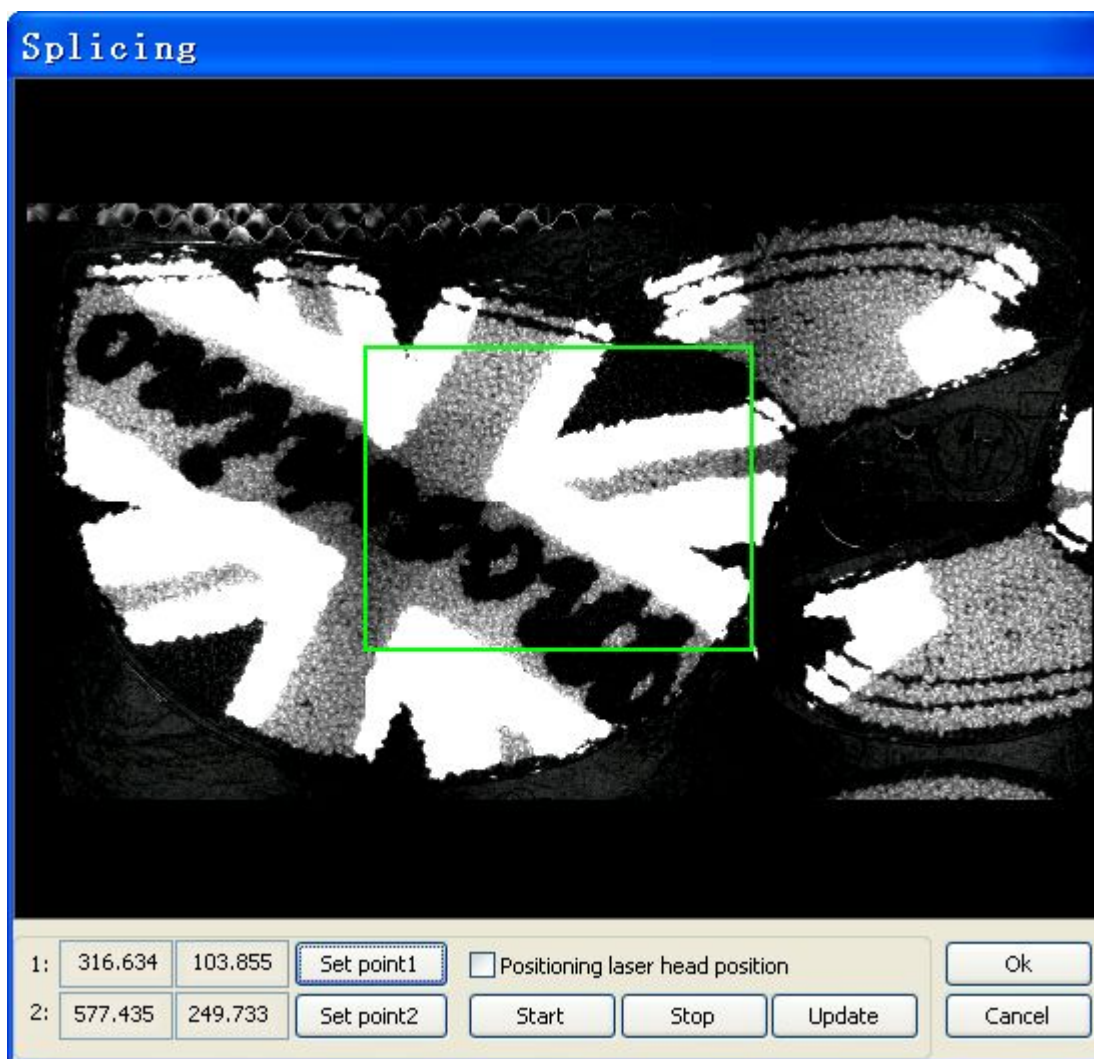 Splicing
1: 316.634 103.855 Set point1 Positioning laser head position Ok
2: 577.435 249.733 Set point2 Start Stop Update Cancel